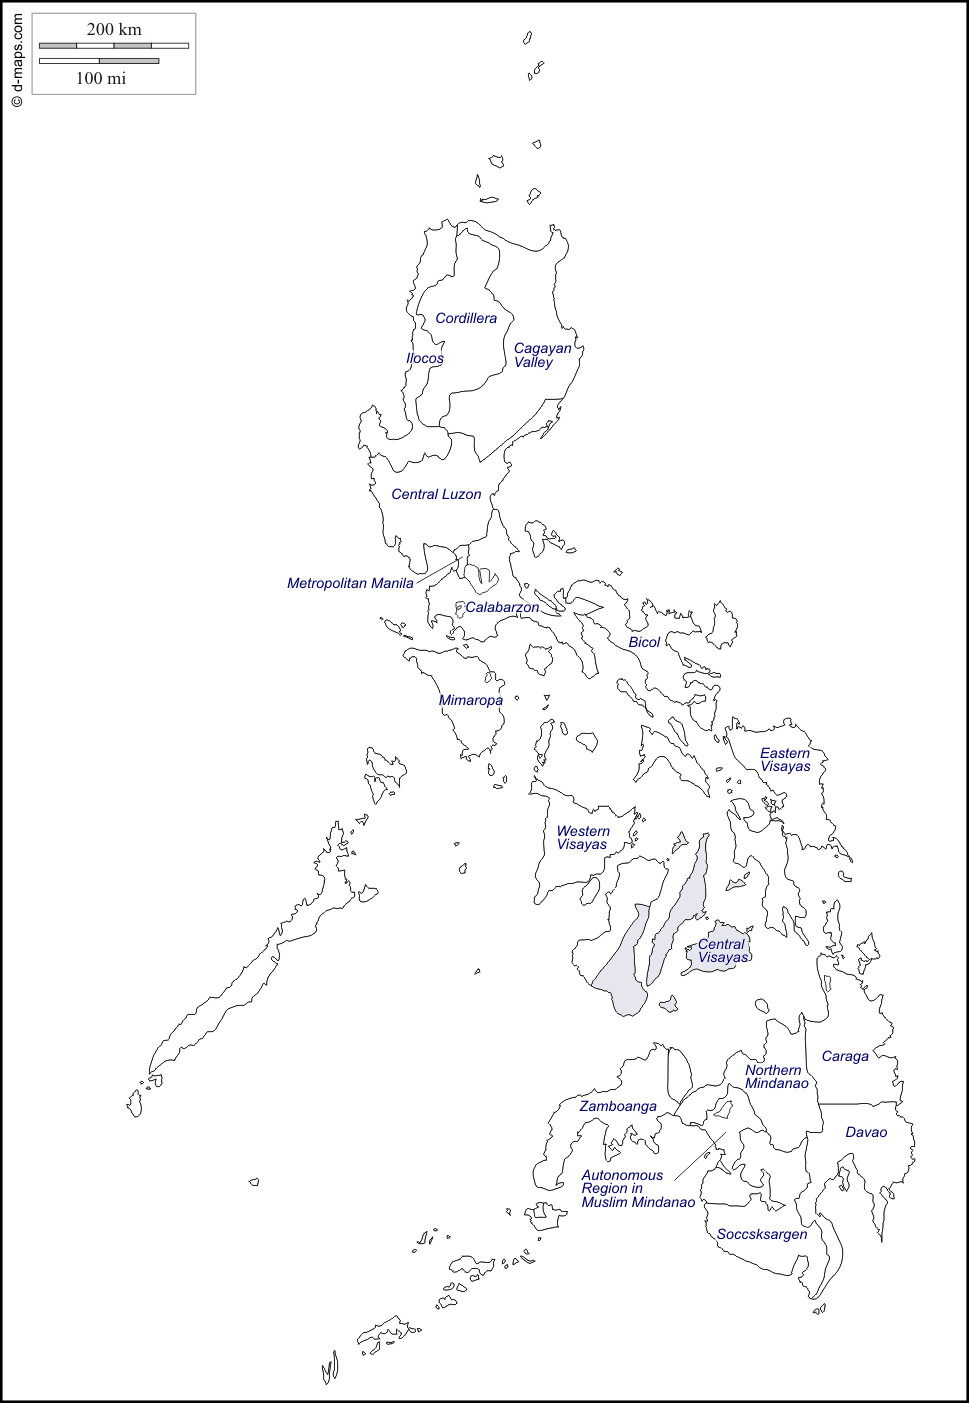 © d-maps.com
200 km
100 mi
Cordillera
Ilocos
Cagayan
Valley
Central Luzon
Metropolitan Manila
Calabarzon
Bicol
Mimaropa
Eastern
Visayas
Western
Visayas
Central
Visayas
Caraga
Northern
Mindanao
Zamboanga
Davao
Autonomous
Region in
Muslim Mindanao
Soccsksargen